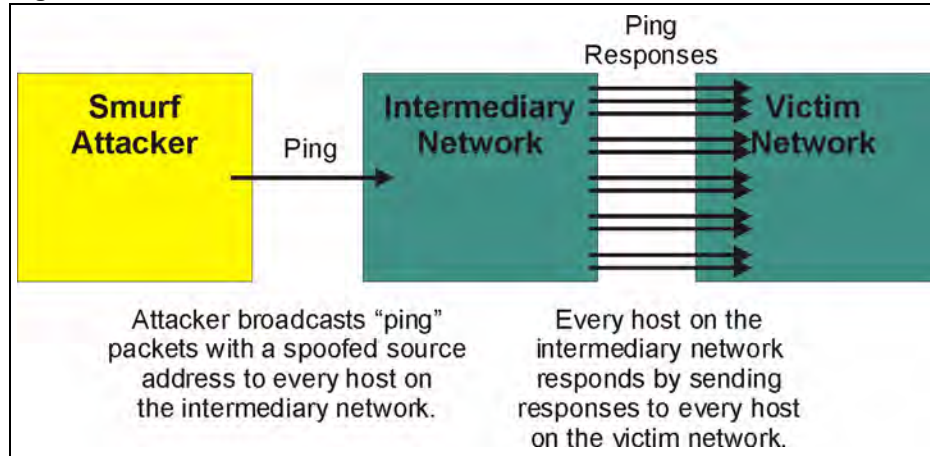 Ping
Responses
Smurf
Attacker
Ping
Intermediary
Network
Victim
Network
Attacker broadcasts “ping”
packets with a spoofed source
address to every host on
the intermediary network.
Every host on the
intermediary network
responds by sending
responses to every host
on the victim network.